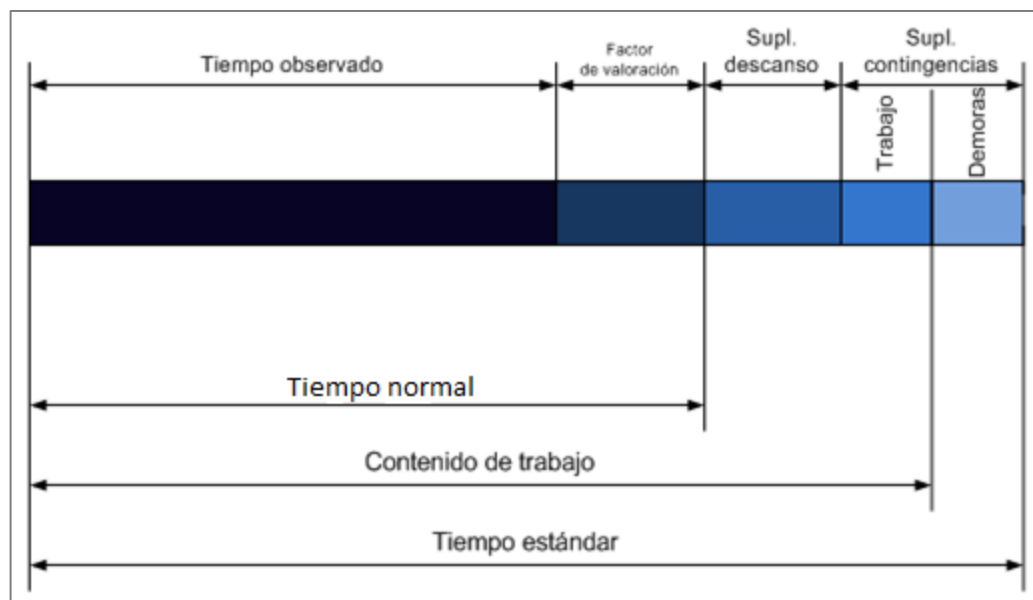 Tiempo observado
Factor
de valoración
Supl.
descanso
Supl.
contingencias
Trabajo
Demoras
Tiempo normal
Contenido de trabajo
Tiempo estándar